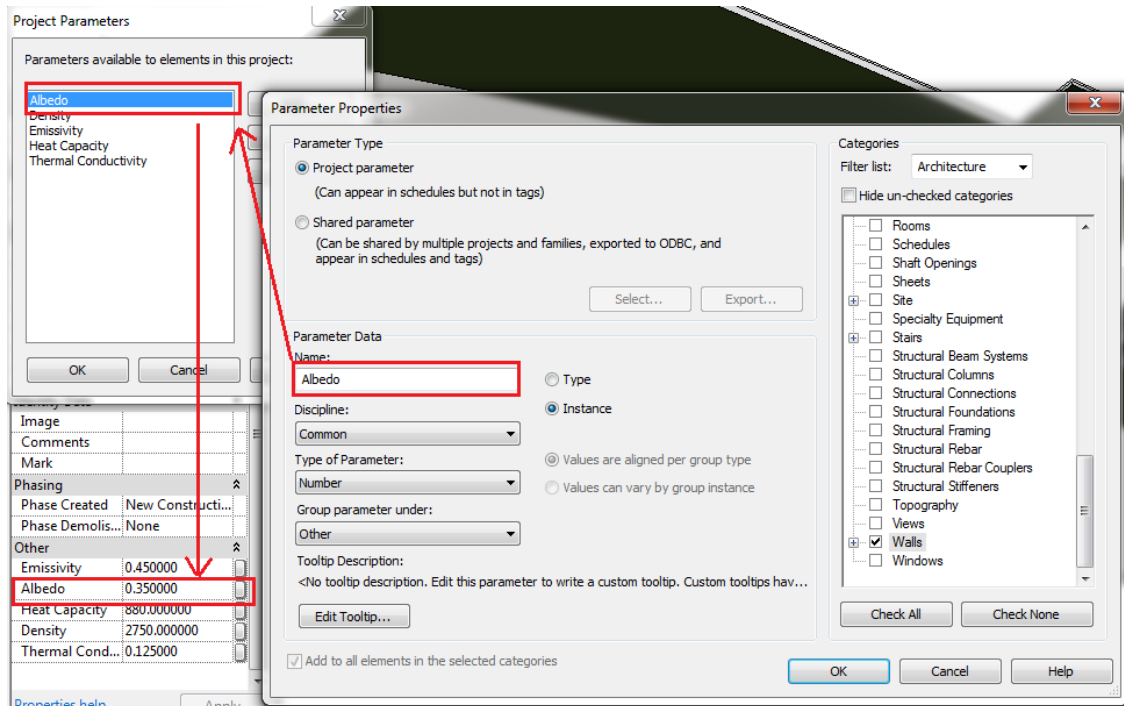 Project Parameters
Parameters available to elements in this project:
Albedo
Density
Emissivity
Heat Capacity
Thermal Conductivity
OK
Cancel
Image
Comments
Mark
Phasing
Phase Created New Constructi...
Phase Demolis... None
Other
Emissivity 0.450000
Albedo 0.350000
Heat Capacity 880.000000
Density 2750.000000
Thermal Cond... 0.125000
Properties help
Apply
Parameter Properties
Parameter Type
Project parameter
(Can appear in schedules but not in tags)
Shared parameter
(Can be shared by multiple projects and families, exported to ODBC, and
appear in schedules and tags)
Select...
Export...
Parameter Data
Name:
Albedo
Type
Discipline:
Instance
Common
Type of Parameter:
Values are aligned per group type
Number
Values can vary by group instance
Group parameter under:
Other
Tooltip Description:
<No tooltip description. Edit this parameter to write a custom tooltip. Custom tooltips hav...
Edit Tooltip...
Add to all elements in the selected categories
Categories
Filter list: Architecture
Hide un-checked categories
Rooms
Schedules
Shaft Openings
Sheets
Site
Specialty Equipment
Stairs
Structural Beam Systems
Structural Columns
Structural Connections
Structural Foundations
Structural Framing
Structural Rebar
Structural Rebar Couplers
Structural Stiffeners
Topography
Views
Walls
Windows
Check All
Check None
OK
Cancel
Help